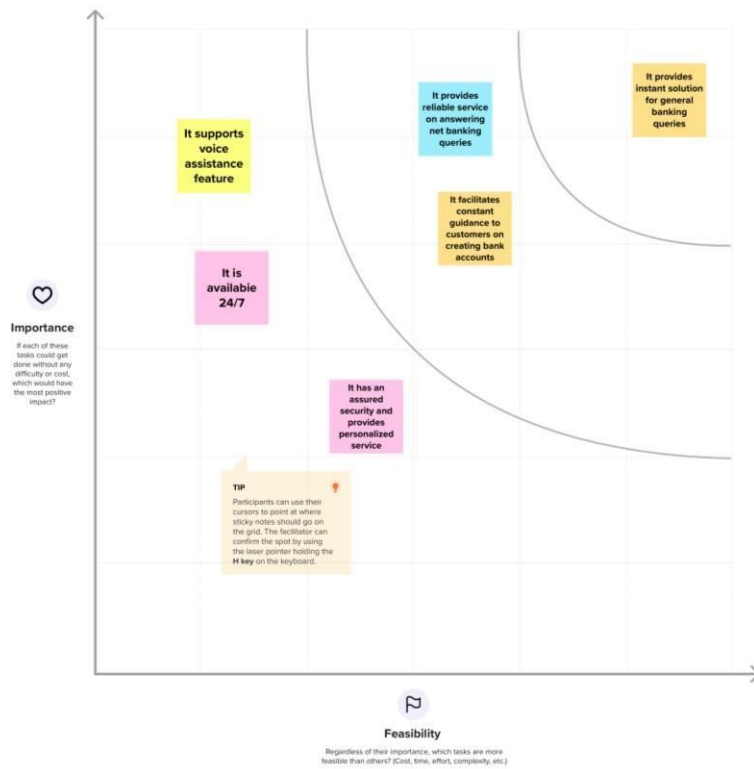 It provides
instant solution
for general
banking
queries
It provides
reliable service
on answering
net banking
queries
It supports
voice
assistance
feature
It facilitates
constant
guidance to
customers on
creating bank
accounts
It is
available
24/7
Importance
If each of these
tasks could get
done without any
difficulty or cost,
which would have
the most positive
impact?
It has an
assured
security and
provides
personalized
service
TIP
Participants can use their
cursors to point at where
sticky notes should go on
the grid. The facilitator can
confirm the spot by using
the laser pointer holding the
H key on the keyboard.
Feasibility
Regardless of their importance, which tasks are more
feasible than others? (Cost, time, effort, complexity, etc.)